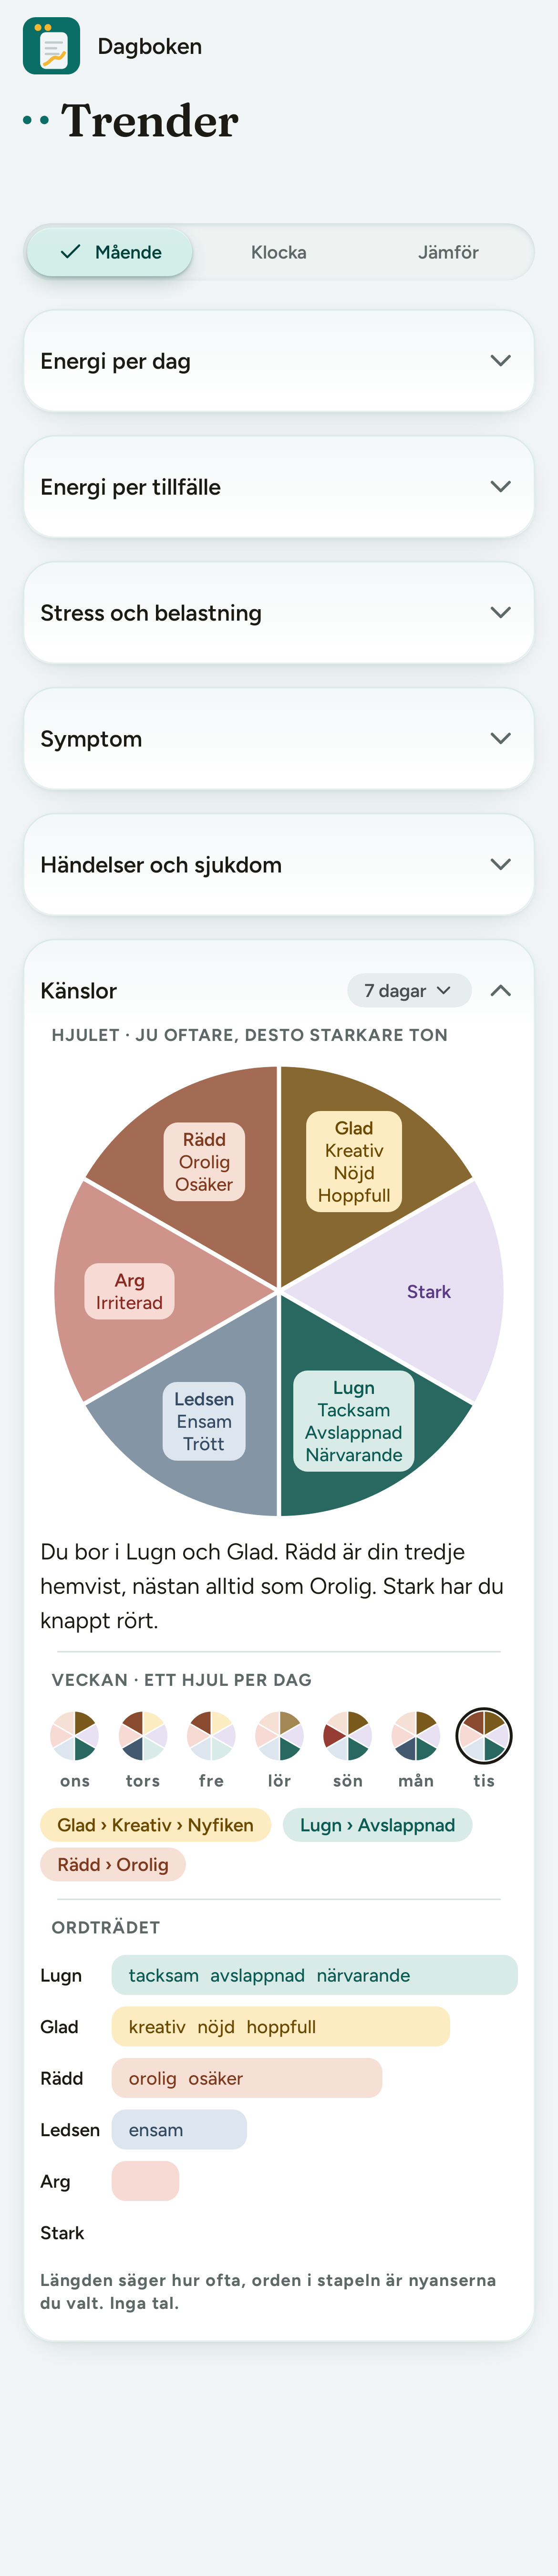 Dagboken
Trender
Mående
Klocka
Jämför
Energi per dag
Energi per tillfälle
Stress och belastning
Symptom
Händelser och sjukdom
Känslor
7 dagar
HJULET · JU OFTARE, DESTO STARKARE TON
Rädd
Orolig
Osäker
Glad
Kreativ
Nöjd
Hoppfull
Arg
Irriterad
Stark
Ledsen
Ensam
Trött
Lugn
Tacksam
Avslappnad
Närvarande
Du bor i Lugn och Glad. Rädd är din tredje
hemvist, nästan alltid som Orolig. Stark har du
knappt rört.
VECKAN · ETT HJUL PER DAG
ons tors fre lör sön mån tis
Glad › Kreativ › Nyfiken
Lugn › Avslappnad
Rädd › Orolig
ORDTRÄDET
Lugn tacksam avslappnad närvarande
Glad kreativ nöjd hoppfull
Rädd orolig osäker
Ledsen ensam
Arg
Stark
Längden säger hur ofta, orden i stapeln är nyanserna
du valt. Inga tal.